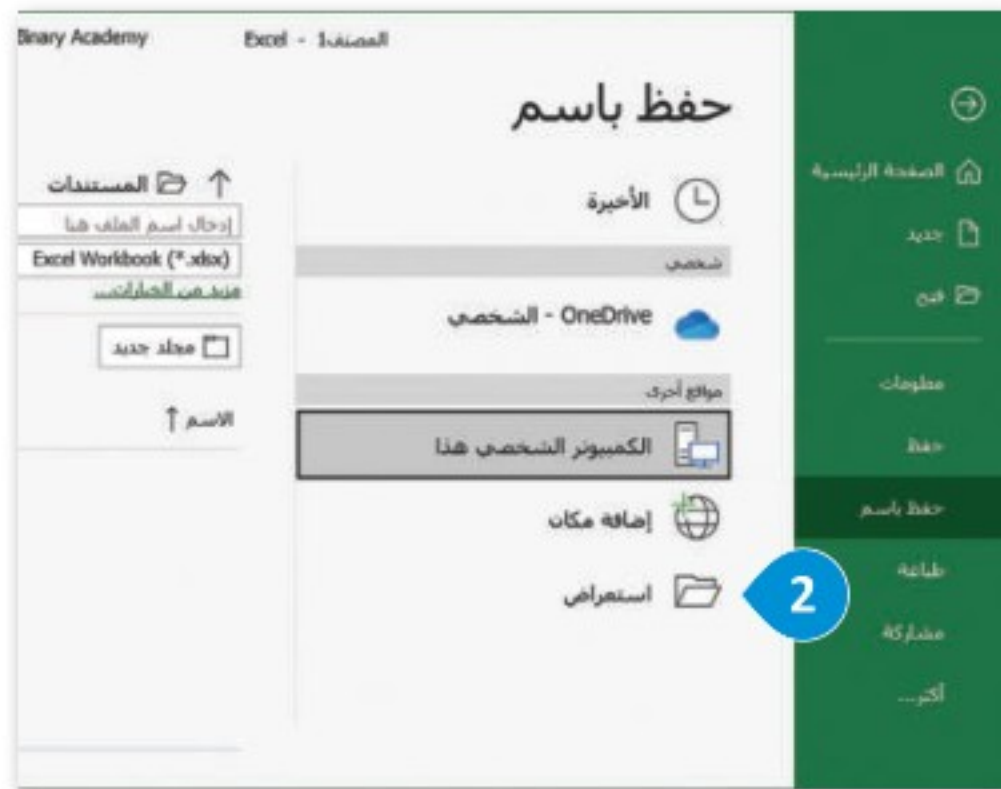 Binary Academy
المصنف1 - Excel
الصفحة الرئيسية
جديد
فتح
معلومات
حفظ
حفظ باسم
طباعة
مشاركة
أكثر...
حفظ باسم
الأخيرة
شخصي
OneDrive - الشخصي
مواقع أخرى
الكمبيوتر الشخصي هذا
إضافة مكان
استعراض
2
المستندات
إدخال اسم الملف هنا
Excel Workbook (*.xlsx)
مزيد من الخيارات...
مجلد جديد
الاسم ↑